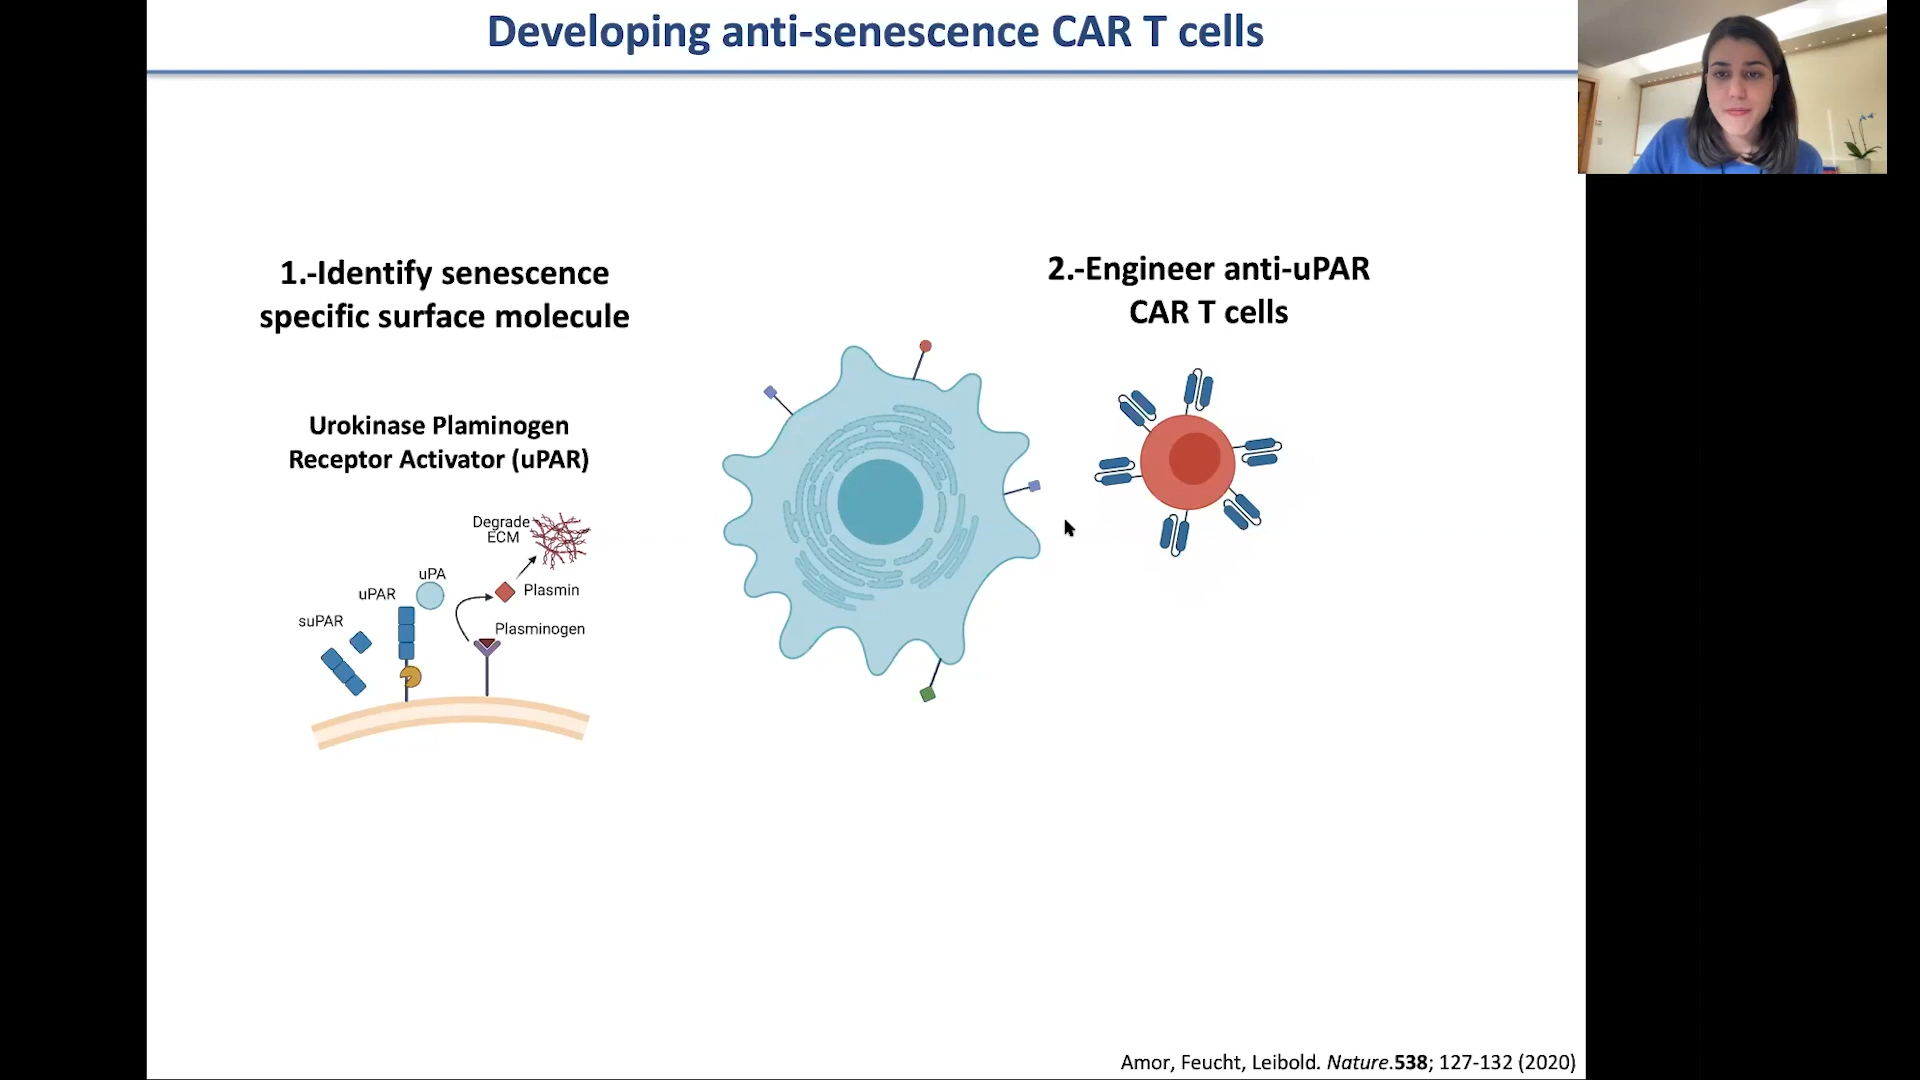 Developing anti-senescence CAR T cells
1.-Identify senescence
specific surface molecule
2.-Engineer anti-uPAR
CAR T cells
Urokinase Plaminogen
Receptor Activator (uPAR)
Degrade
ECM
uPA
uPAR
Plasmin
suPAR
Plasminogen
Amor, Feucht, Leibold. Nature.538; 127-132 (2020)